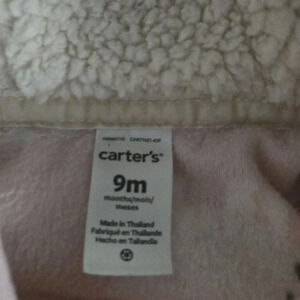 carter's
9m
months/mois/
meses
Made in Thailand
Fabriqué en Thaïlande
Hecho en Tailandia